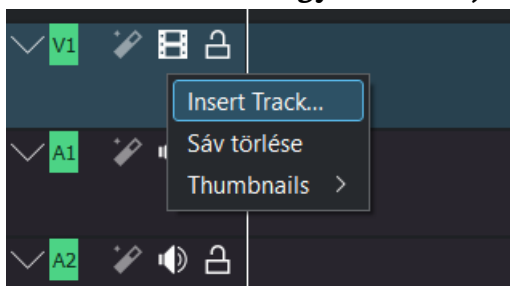 V1
Insert Track...
Sáv törlése
A1
Thumbnails >
A2